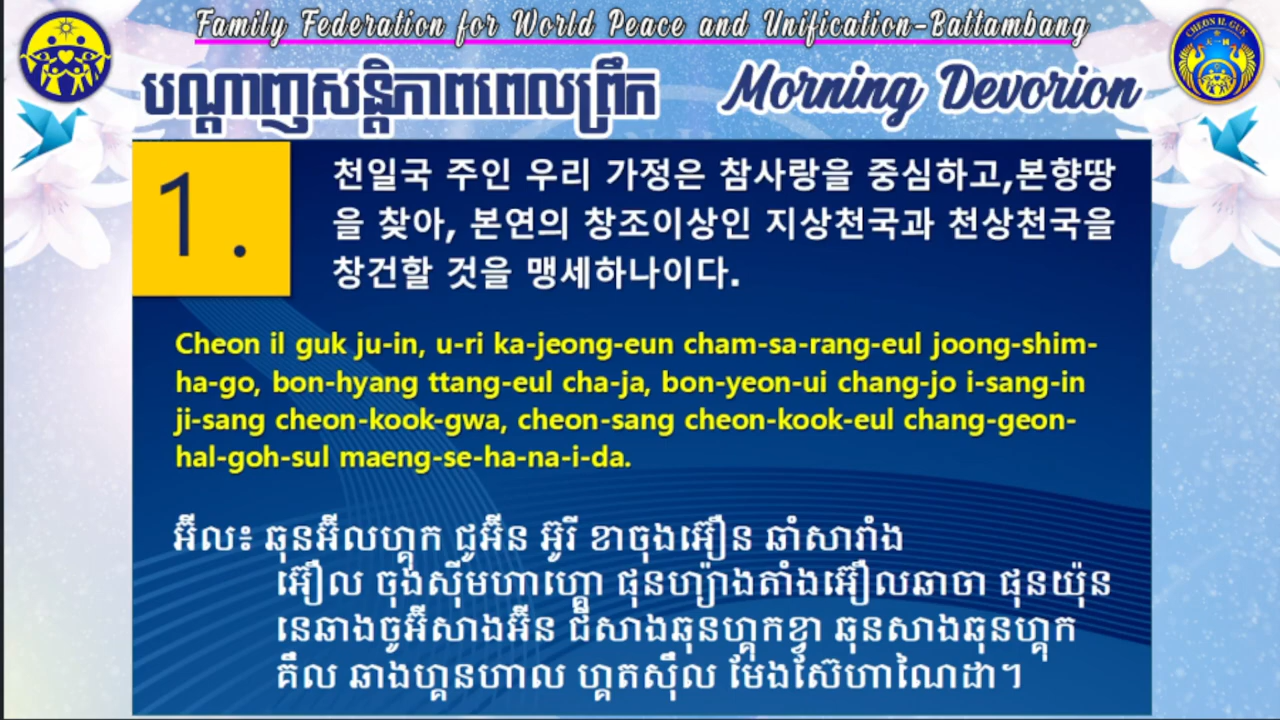 Family Federation for World Peace and Unification-Battambang
CHEON IL GUK
បណ្តាញសន្តិភាពពេលព្រឹក Morning Devorion
1.
천일국 주인 우리 가정은 참사랑을 중심하고,본향땅
을 찾아, 본연의 창조이상인 지상천국과 천상천국을
창건할 것을 맹세하나이다.
Cheon il guk ju-in, u-ri ka-jeong-eun cham-sa-rang-eul joong-shim-
ha-go, bon-hyang ttang-eul cha-ja, bon-yeon-ui chang-jo i-sang-in
ji-sang cheon-kook-gwa, cheon-sang cheon-kook-eul chang-geon-
hal-goh-sul maeng-se-ha-na-i-da.
អ៊ីល៖ ឆុនអ៊ីលហ្គុក ជូអ៊ីន អ៊ូរី ខាចុងអ៊ឿន ឆាំសារាំង
អ៊ឿល ចុងស៊ីមហាហ្គោ ផុនហ្យ៉ាងតាំងអ៊ឿលឆាចា ផុនយ៉ុន
នេឆាងចូអ៊ីសាងអ៊ីន ជីសាងឆុនហ្គុកខ្វា ឆុនសាងឆុនហ្គុក
គឹល ឆាងហ្គនហាល ហ្គតស៊ឹល មែងស៊ែហាណៃដា។